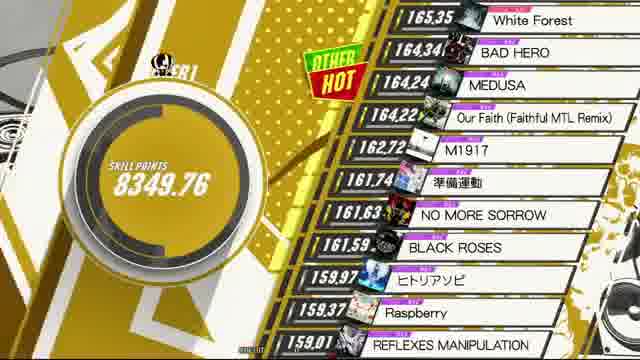 SKILL POINTS
8349.76
OTHER
HOT
165,35 White Forest
164,34 BAD HERO
164,24 MEDUSA
164,22 Our Faith (Faithful MTL Remix)
162,72 M1917
161,74 準備運動
161,63 NO MORE SORROW
161,59 BLACK ROSES
159,97 ヒトリアソビ
159,37 Raspberry
159,01 REFLEXES MANIPULATION